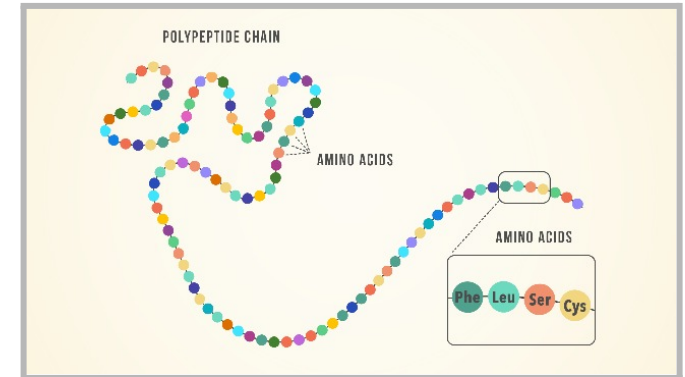 POLYPEPTIDE CHAIN
AMINO ACIDS
AMINO ACIDS
Phe Leu Ser Cys